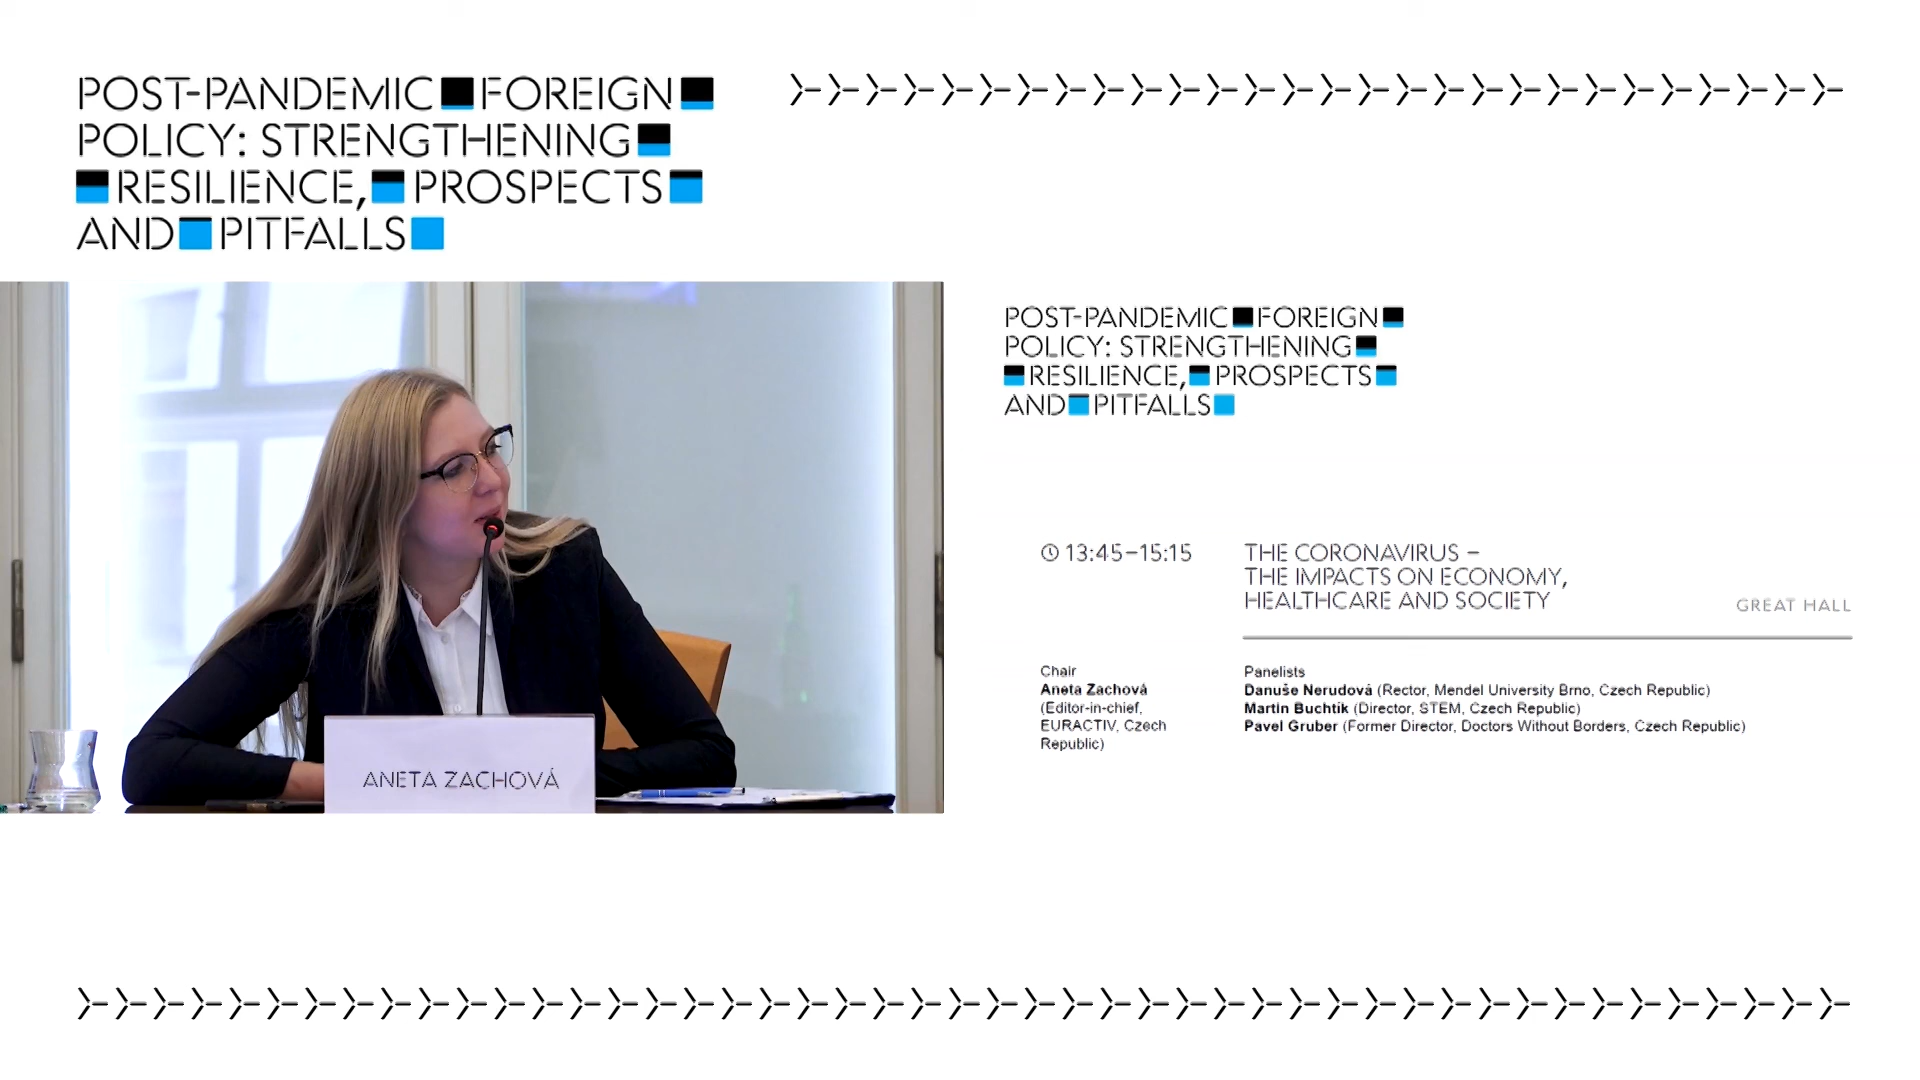 POST-PANDEMIC FOREIGN
POLICY: STRENGTHENING
RESILIENCE, PROSPECTS
AND PITFALLS
ANETA ZACHOVÁ
POST-PANDEMIC FOREIGN
POLICY: STRENGTHENING
RESILIENCE, PROSPECTS
AND PITFALLS
13:45–15:15
THE CORONAVIRUS –
THE IMPACTS ON ECONOMY,
HEALTHCARE AND SOCIETY
GREAT HALL
Chair
Aneta Zachová
(Editor-in-chief,
EURACTIV, Czech
Republic)
Panelists
Danuše Nerudová (Rector, Mendel University Brno, Czech Republic)
Martin Buchtík (Director, STEM, Czech Republic)
Pavel Gruber (Former Director, Doctors Without Borders, Czech Republic)